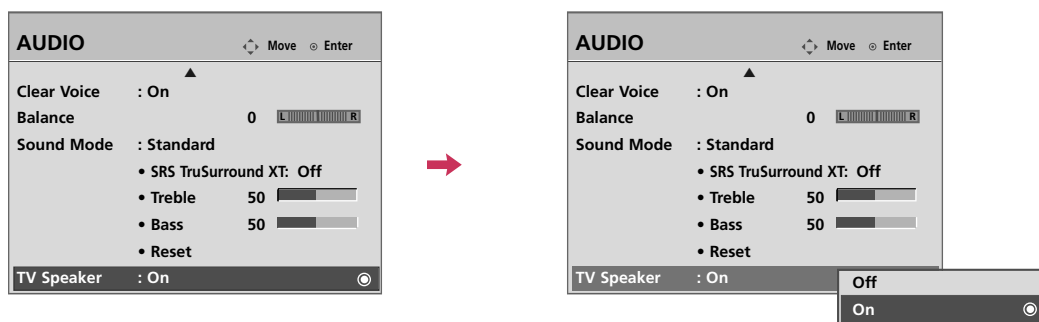 AUDIO Move Enter
Clear Voice : On
Balance 0 L R
Sound Mode : Standard
• SRS TruSurround XT: Off
• Treble 50
• Bass 50
• Reset
TV Speaker : On
AUDIO Move Enter
Clear Voice : On
Balance 0 L R
Sound Mode : Standard
• SRS TruSurround XT: Off
• Treble 50
• Bass 50
• Reset
TV Speaker : On
Off
On